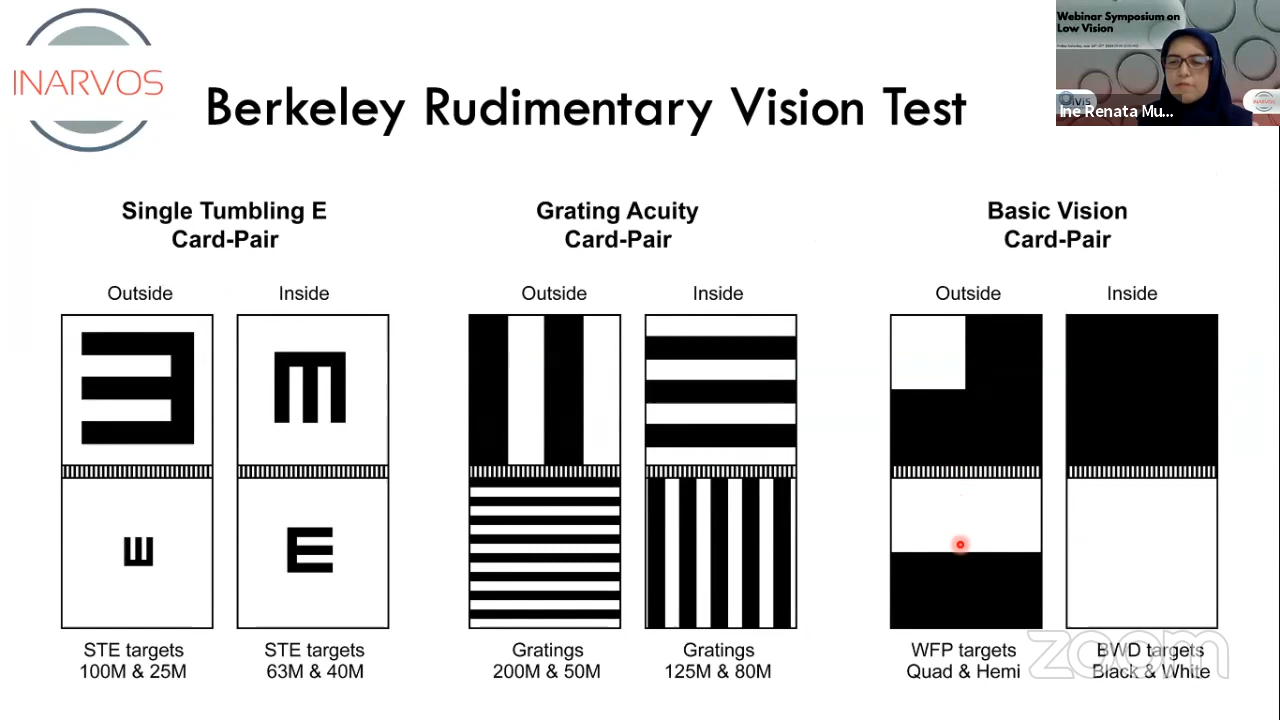 INARVOS
Berkeley Rudimentary Vision Test
Webinar Symposium on
Low Vision
Ine Renata Mu...
INARVOS
Single Tumbling E
Card-Pair
Grating Acuity
Card-Pair
Basic Vision
Card-Pair
Outside
Inside
Outside
Inside
Outside
Inside
STE targets
100M & 25M
STE targets
63M & 40M
Gratings
200M & 50M
Gratings
125M & 80M
WFP targets
Quad & Hemi
BWD targets
Black & White
zoom